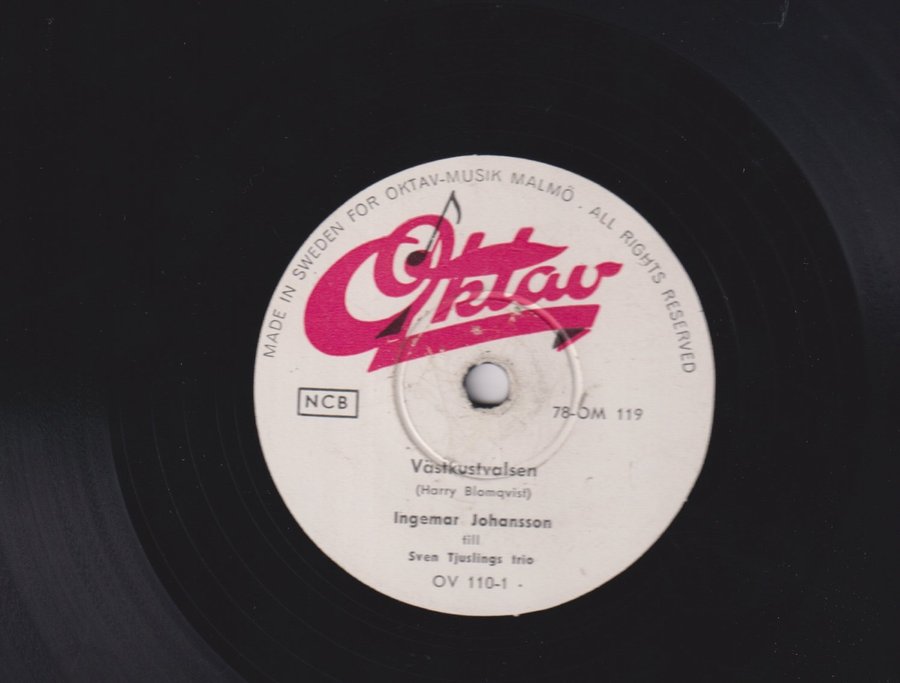 MADE IN SWEDEN FOR OKTAV-MUSIK MALMÖ . ALL RIGHTS RESERVED
Oktav
NCB
78-OM 119
Västkustvalsen
(Harry Blomqvist)
Ingemar Johansson
till
Sven Tjuslings trio
OV 110-1 -